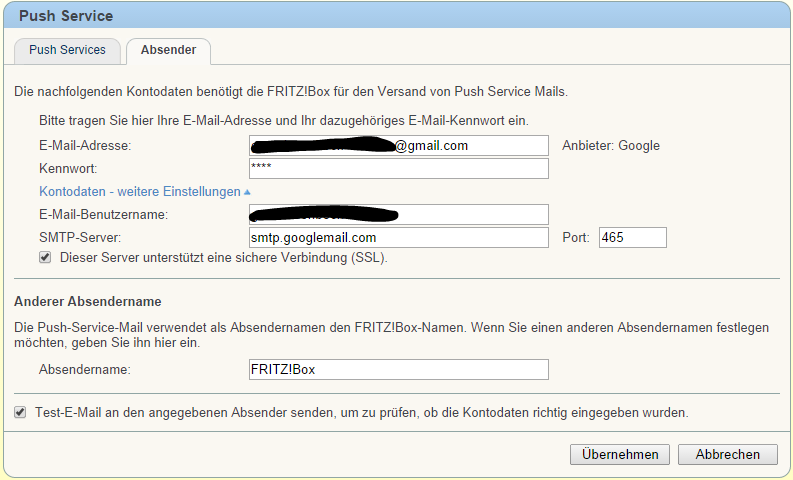 Push Service
Push Services Absender
Die nachfolgenden Kontodaten benötigt die FRITZ!Box für den Versand von Push Service Mails.
Bitte tragen Sie hier Ihre E-Mail-Adresse und Ihr dazugehöriges E-Mail-Kennwort ein.
E-Mail-Adresse: @gmail.com Anbieter: Google
Kennwort: ****
Kontodaten - weitere Einstellungen
E-Mail-Benutzername:
SMTP-Server: smtp.googlemail.com Port: 465
Dieser Server unterstützt eine sichere Verbindung (SSL).
Anderer Absendername
Die Push-Service-Mail verwendet als Absendernamen den FRITZ!Box-Namen. Wenn Sie einen anderen Absendernamen festlegen
möchten, geben Sie ihn hier ein.
Absendername: FRITZ!Box
Test-E-Mail an den angegebenen Absender senden, um zu prüfen, ob die Kontodaten richtig eingegeben wurden.
Übernehmen Abbrechen